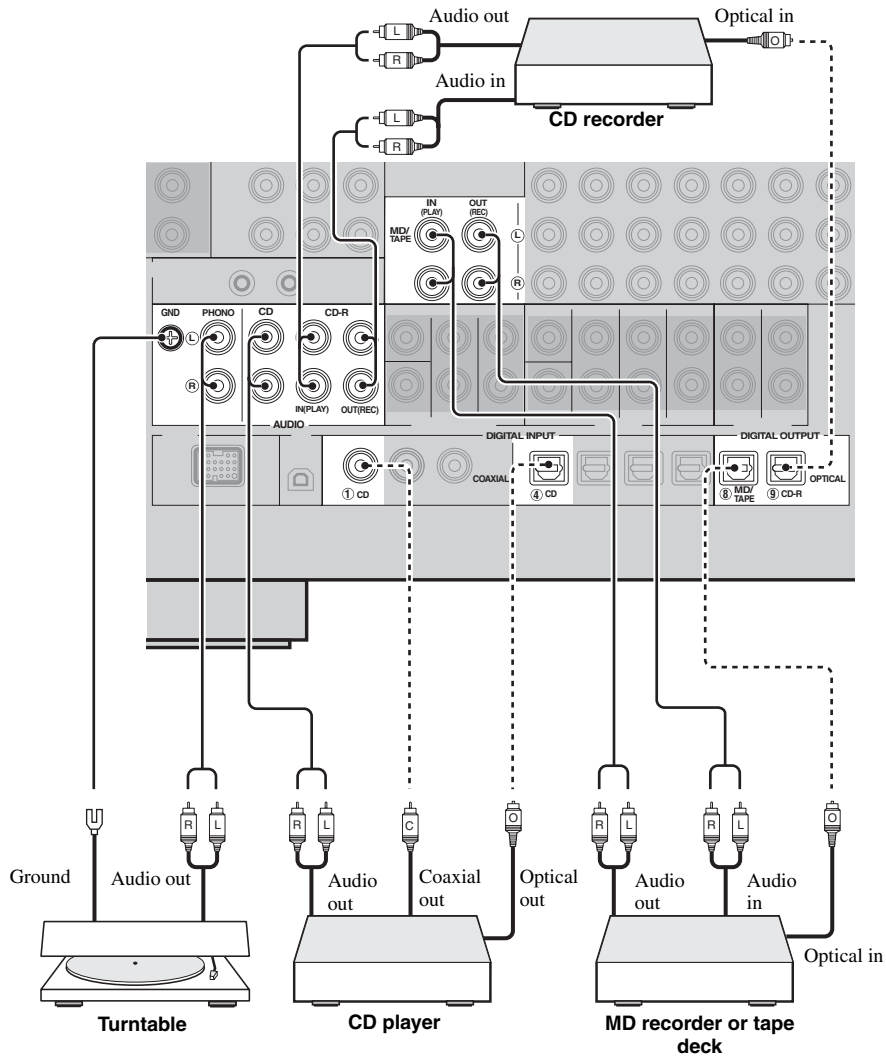 Audio out
Optical in
L
R
O
Audio in
L
R
CD recorder
IN
(PLAY)
OUT
(REC)
MD/
TAPE
L
R
GND
PHONO
CD
CD-R
L
R
IN(PLAY)
OUT(REC)
AUDIO
DIGITAL INPUT
DIGITAL OUTPUT
COAXIAL
OPTICAL
① CD
④ CD
⑧ MD/
TAPE
⑨ CD-R
R L
R L
C
O
R L
R L
O
Ground
Audio out
Audio
out
Coaxial
out
Optical
out
Audio
out
Audio
in
Optical in
Turntable
CD player
MD recorder or tape
deck